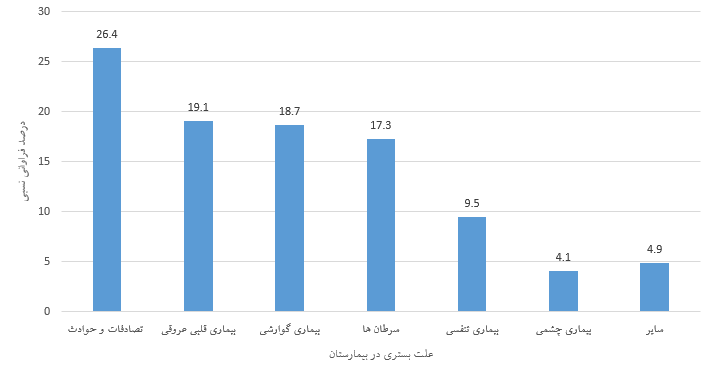 30
25
20
15
10
5
0
درصد فراوانی نسبی
26.4
19.1
18.7
17.3
9.5
4.1
4.9
تصادفات و حوادث
بیماری قلبی عروقی
بیماری گوارشی
سرطان ها
بیماری تنفسی
بیماری چشمی
سایر
علت بستری در بیمارستان